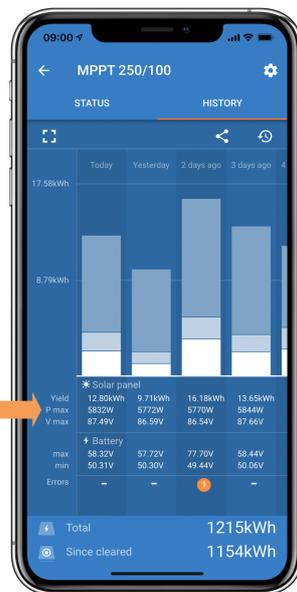 09:00
MPPT 250/100
STATUS HISTORY
Today Yesterday 2 days ago 3 days ago 4
17.58kWh
8.79kWh
Solar panel
Yield 12.80kWh 9.71kWh 16.18kWh 13.65kWh
P max 5832W 5772W 5770W 5844W
V max 87.49V 86.59V 86.54V 87.66V
Battery
max 58.32V 57.72V 77.70V 58.44V
min 50.31V 50.30V 49.44V 50.06V
Errors – – 1 –
Total 1215kWh
Since cleared 1154kWh